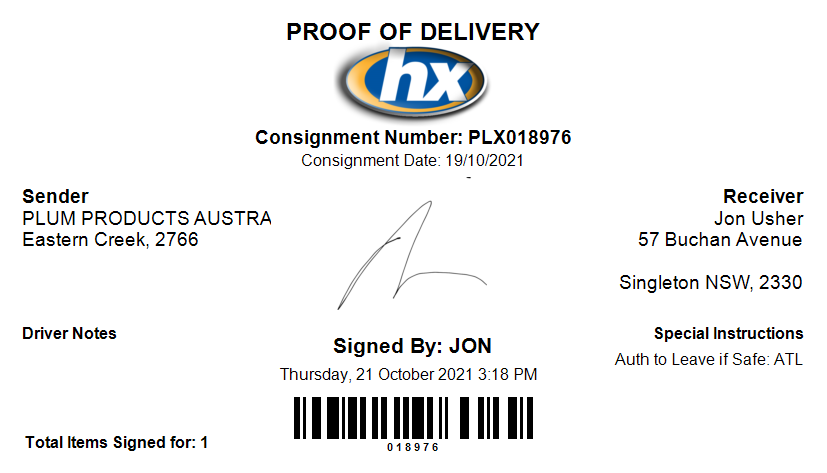 PROOF OF DELIVERY
hx
Consignment Number: PLX018976
Consignment Date: 19/10/2021
Sender
PLUM PRODUCTS AUSTRA
Eastern Creek, 2766
Receiver
Jon Usher
57 Buchan Avenue
Singleton NSW, 2330
Driver Notes
Signed By: JON
Thursday, 21 October 2021 3:18 PM
Special Instructions
Auth to Leave if Safe: ATL
018976
Total Items Signed for: 1